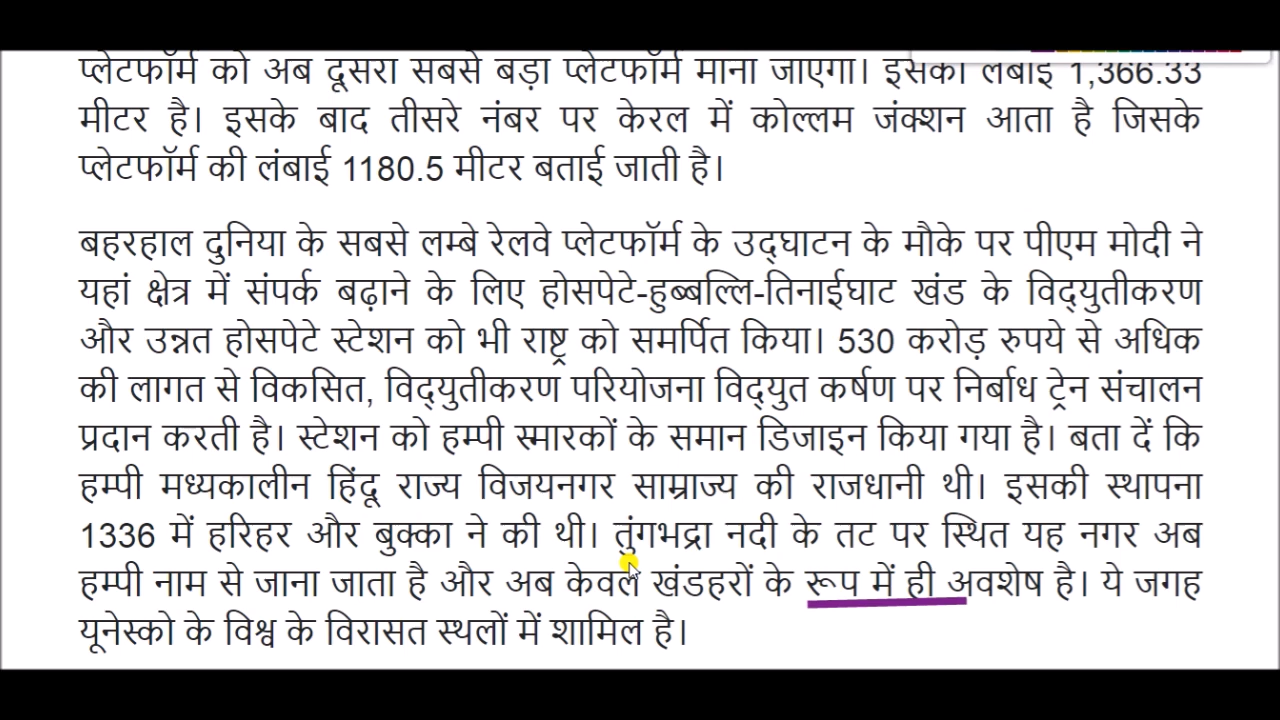 प्लेटफॉर्म को अब दूसरा सबसे बड़ा प्लेटफॉर्म माना जाएगा। इसकी लंबाई 1,366.33
मीटर है। इसके बाद तीसरे नंबर पर केरल में कोल्लम जंक्शन आता है जिसके
प्लेटफॉर्म की लंबाई 1180.5 मीटर बताई जाती है।
बहरहाल दुनिया के सबसे लम्बे रेलवे प्लेटफॉर्म के उद्घाटन के मौके पर पीएम मोदी ने
यहां क्षेत्र में संपर्क बढ़ाने के लिए होसपेटे-हुब्बल्लि-तिनाईघाट खंड के विद्युतीकरण
और उन्नत होसपेटे स्टेशन को भी राष्ट्र को समर्पित किया। 530 करोड़ रुपये से अधिक
की लागत से विकसित, विद्युतीकरण परियोजना विद्युत कर्षण पर निर्बाध ट्रेन संचालन
प्रदान करती है। स्टेशन को हम्पी स्मारकों के समान डिजाइन किया गया है। बता दें कि
हम्पी मध्यकालीन हिंदू राज्य विजयनगर साम्राज्य की राजधानी थी। इसकी स्थापना
1336 में हरिहर और बुक्का ने की थी। तुंगभद्रा नदी के तट पर स्थित यह नगर अब
हम्पी नाम से जाना जाता है और अब केवल खंडहरों के रूप में ही अवशेष है। ये जगह
यूनेस्को के विश्व के विरासत स्थलों में शामिल है।